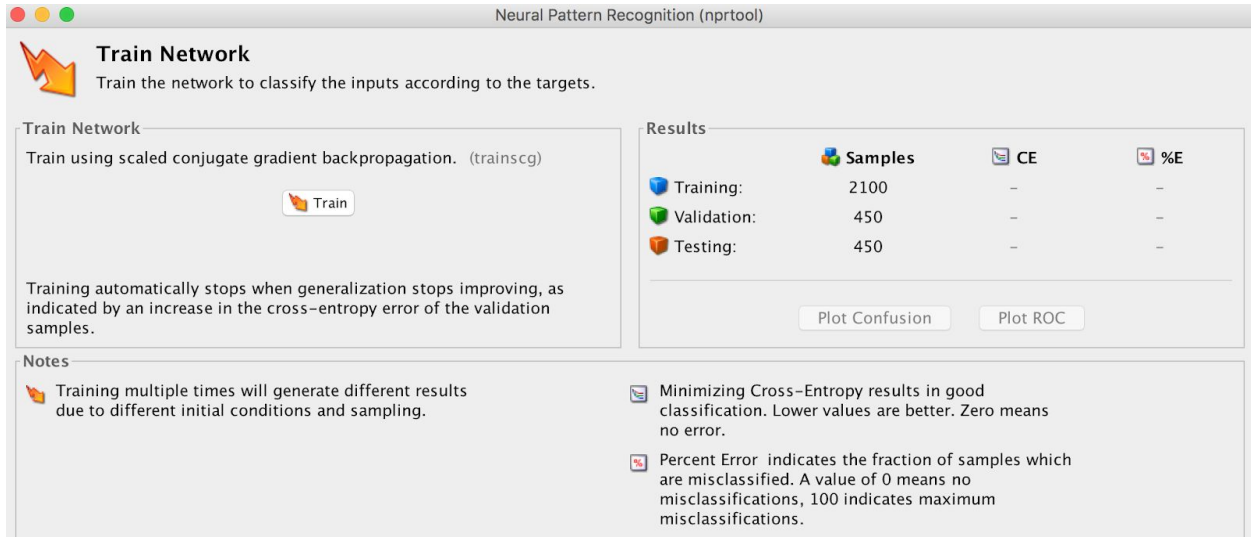 Neural Pattern Recognition (nprtool)
Train Network
Train the network to classify the inputs according to the targets.
Train Network
Train using scaled conjugate gradient backpropagation. (trainscg)
Train
Training automatically stops when generalization stops improving, as
indicated by an increase in the cross-entropy error of the validation
samples.
Results
Samples CE %E
Training: 2100 – –
Validation: 450 – –
Testing: 450 – –
Plot Confusion Plot ROC
Notes
Training multiple times will generate different results
due to different initial conditions and sampling.
Minimizing Cross-Entropy results in good
classification. Lower values are better. Zero means
no error.
% Percent Error indicates the fraction of samples which
are misclassified. A value of 0 means no
misclassifications, 100 indicates maximum
misclassifications.